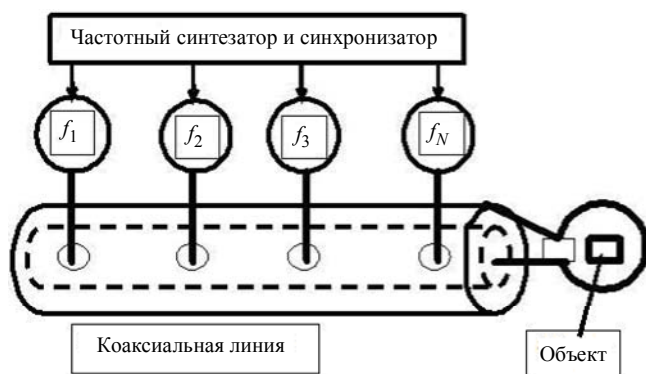 Частотный синтезатор и синхронизатор
f1 f2 f3 fN
Коаксиальная линия
Объект